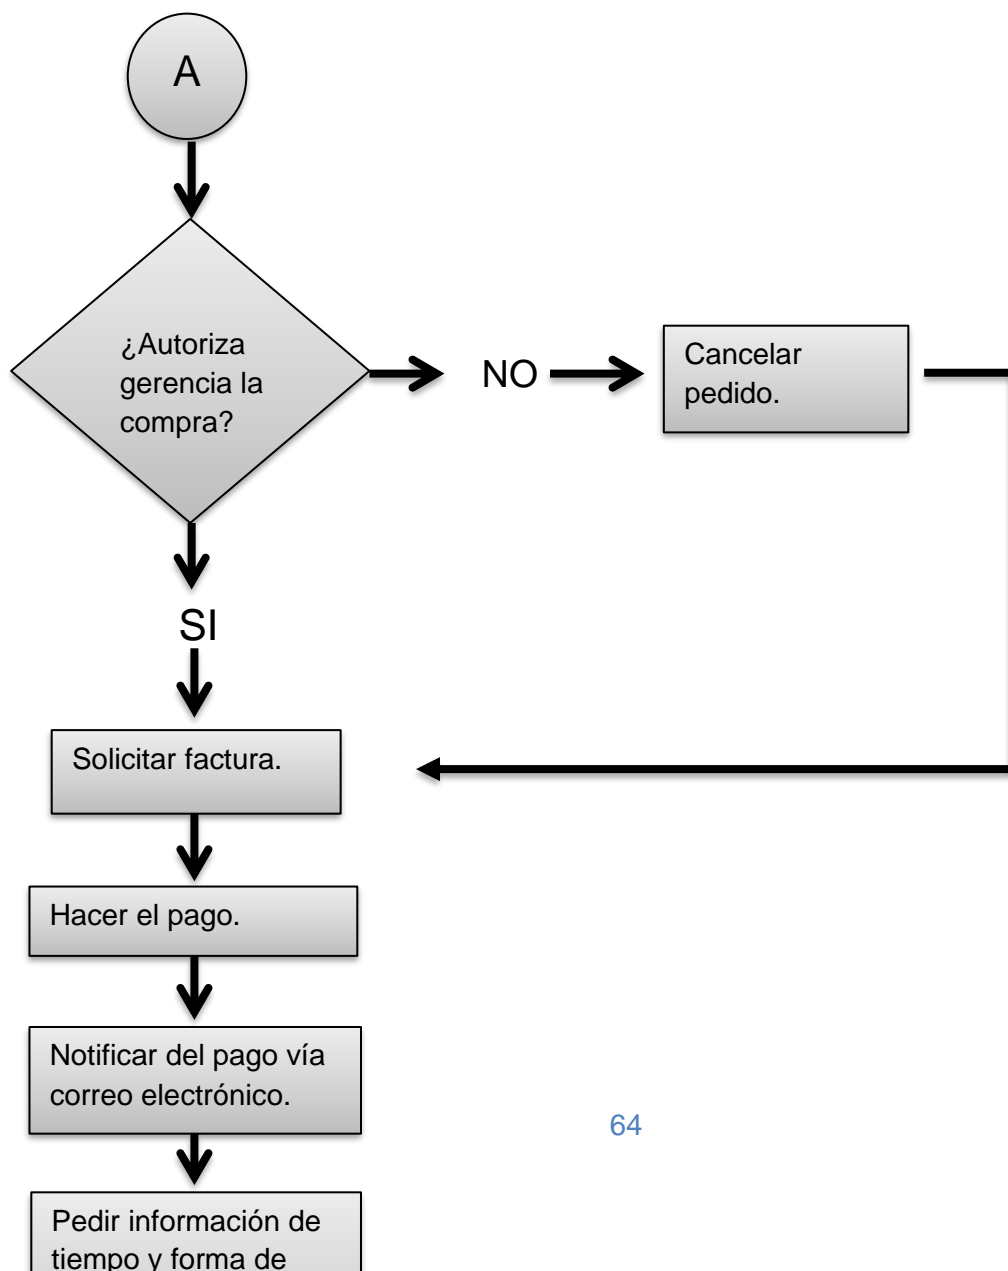 A
¿Autoriza
gerencia la
compra?
NO
Cancelar
pedido.
SI
Solicitar factura.
Hacer el pago.
Notificar del pago vía
correo electrónico.
64
Pedir información de
tiempo y forma de